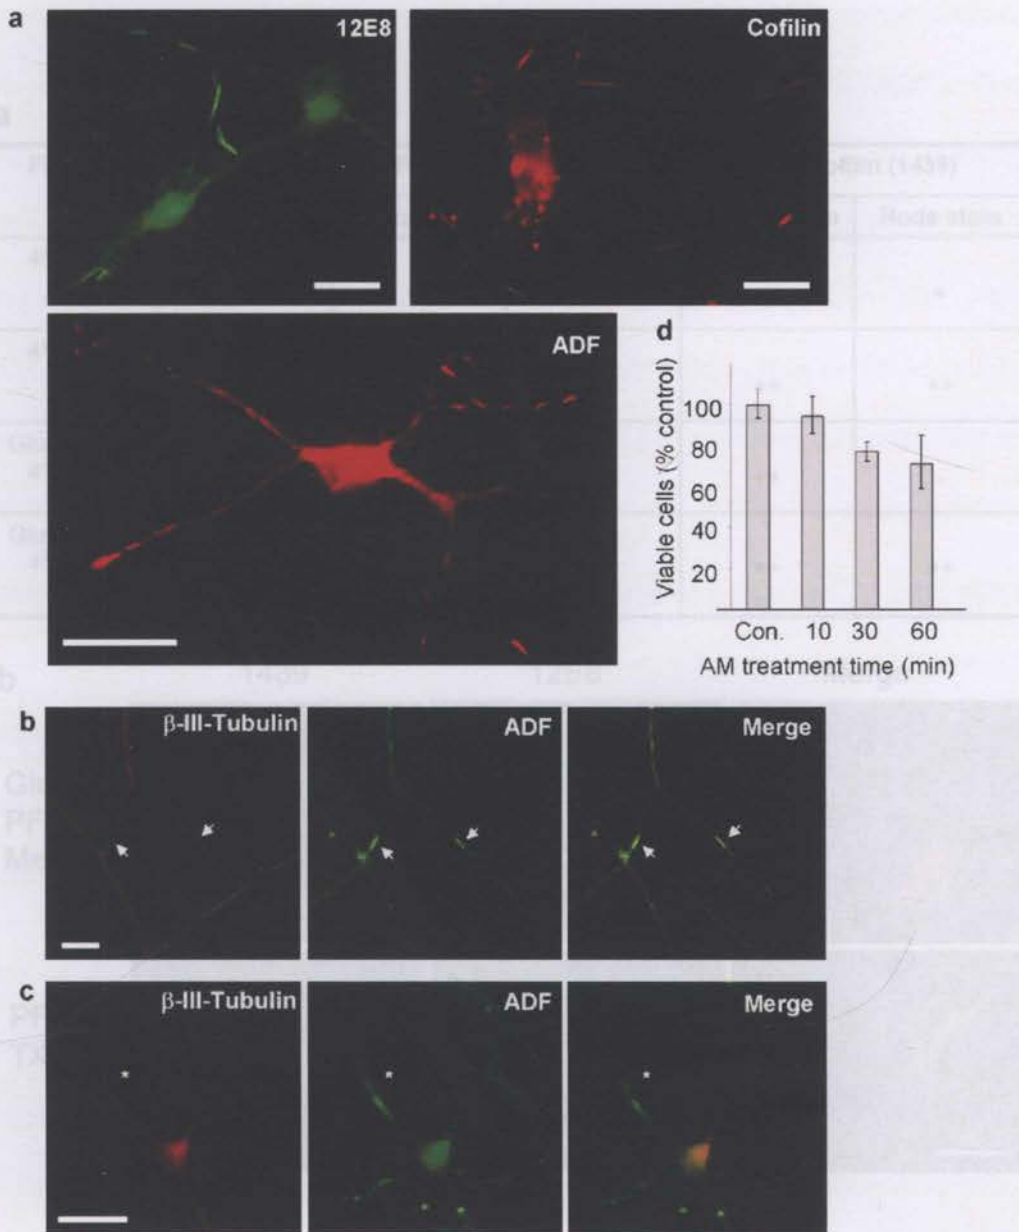 a
12E8
Cofilin
ADF
d
Viable cells (% control)
100
80
60
40
20
Con. 10 30 60
AM treatment time (min)
b
β-III-Tubulin ADF Merge
*
c
β-III-Tubulin ADF Merge
* * *